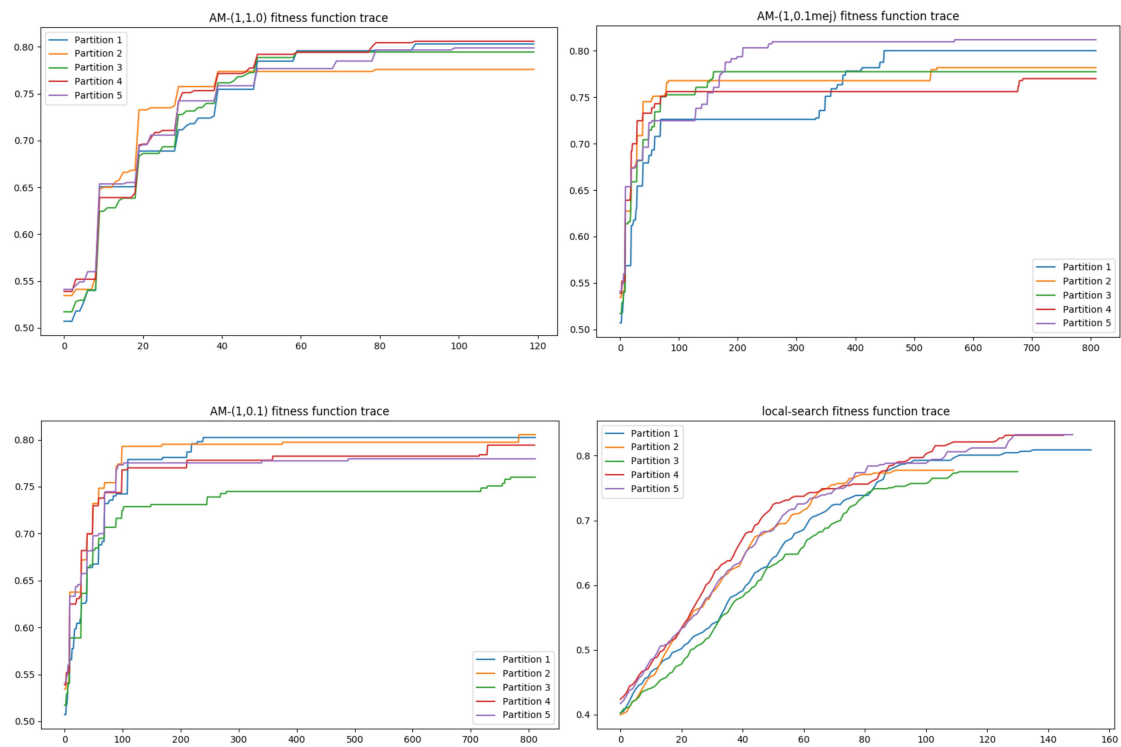 AM-(1,1.0) fitness function trace
0.80
0.75
0.70
0.65
0.60
0.55
0.50
Partition 1
Partition 2
Partition 3
Partition 4
Partition 5
0 20 40 60 80 100 120
AM-(1,0.1mej) fitness function trace
0.80
0.75
0.70
0.65
0.60
0.55
0.50
Partition 1
Partition 2
Partition 3
Partition 4
Partition 5
0 100 200 300 400 500 600 700 800
AM-(1,0.1) fitness function trace
0.80
0.75
0.70
0.65
0.60
0.55
0.50
Partition 1
Partition 2
Partition 3
Partition 4
Partition 5
0 100 200 300 400 500 600 700 800
local-search fitness function trace
Partition 1
Partition 2
Partition 3
Partition 4
Partition 5
0.8
0.7
0.6
0.5
0.4
0 20 40 60 80 100 120 140 160